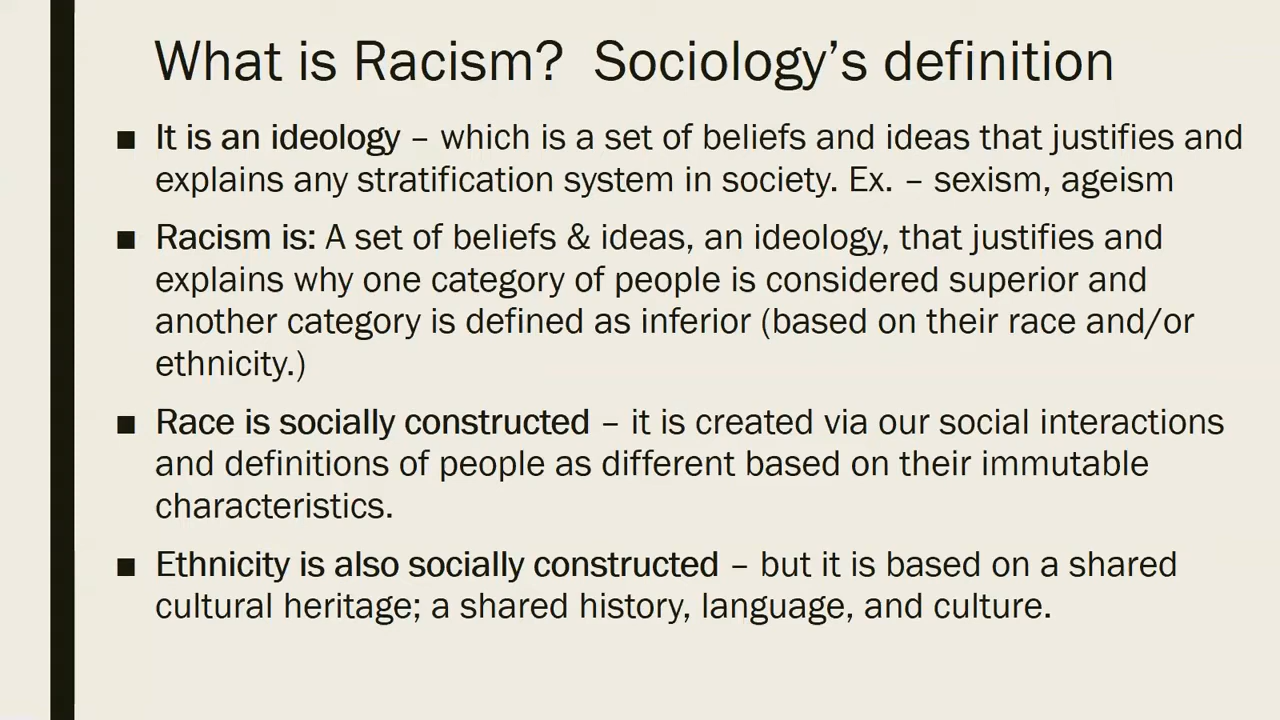 What is Racism? Sociology's definition
■ It is an ideology – which is a set of beliefs and ideas that justifies and
explains any stratification system in society. Ex. – sexism, ageism
■ Racism is: A set of beliefs & ideas, an ideology, that justifies and
explains why one category of people is considered superior and
another category is defined as inferior (based on their race and/or
ethnicity.)
■ Race is socially constructed – it is created via our social interactions
and definitions of people as different based on their immutable
characteristics.
■ Ethnicity is also socially constructed – but it is based on a shared
cultural heritage; a shared history, language, and culture.